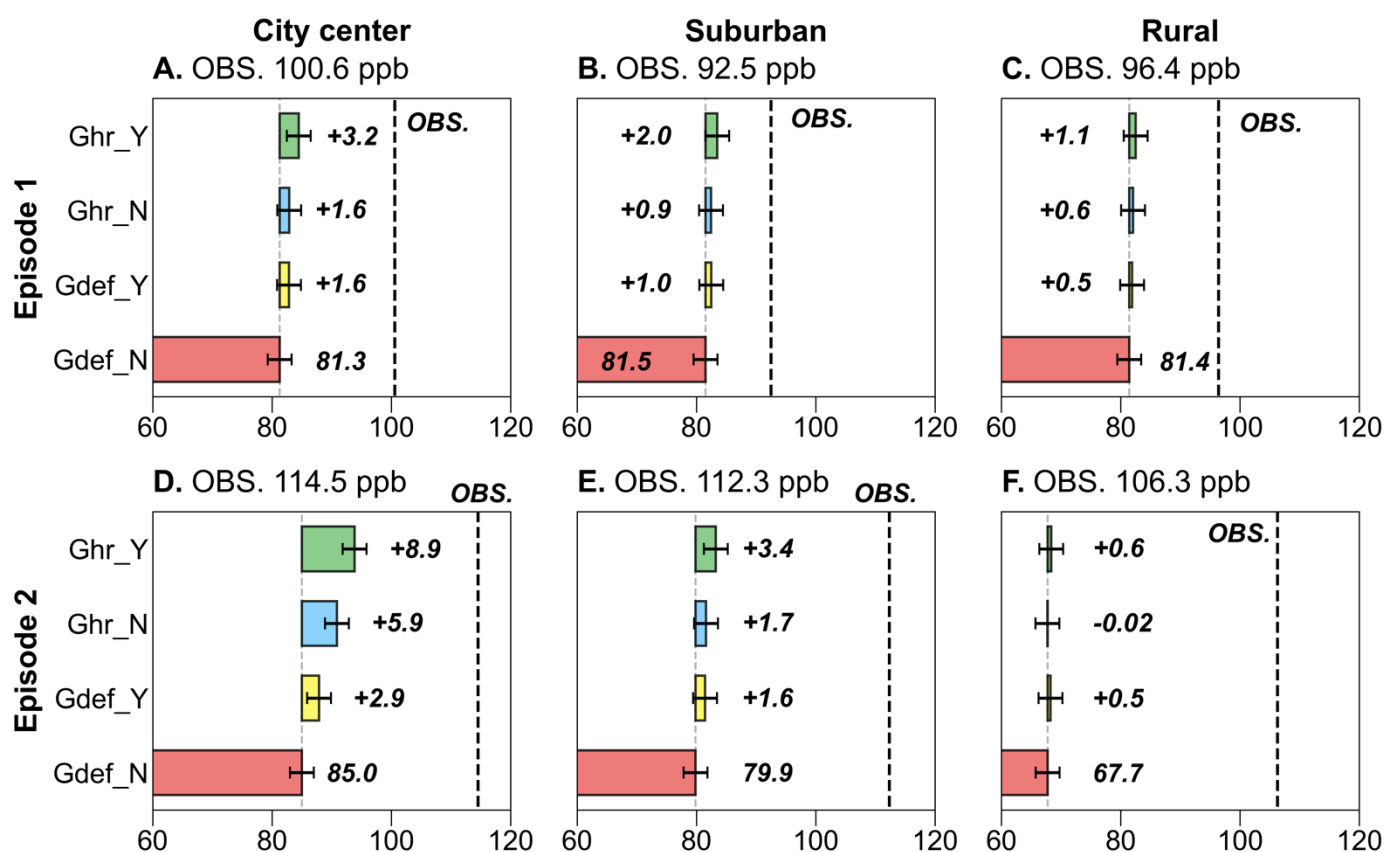 City center
Suburban
Rural
A. OBS. 100.6 ppb
B. OBS. 92.5 ppb
C. OBS. 96.4 ppb
Episode 1
Ghr_Y
+3.2
OBS.
+2.0
OBS.
+1.1
OBS.
Ghr_N
+1.6
+0.9
+0.6
Gdef_Y
+1.6
+1.0
+0.5
Gdef_N
81.3
81.5
81.4
60 80 100 120
60 80 100 120
60 80 100 120
D. OBS. 114.5 ppb
OBS.
E. OBS. 112.3 ppb
OBS.
F. OBS. 106.3 ppb
OBS.
Episode 2
Ghr_Y
+8.9
+3.4
+0.6
Ghr_N
+5.9
+1.7
-0.02
Gdef_Y
+2.9
+1.6
+0.5
Gdef_N
85.0
79.9
67.7
60 80 100 120
60 80 100 120
60 80 100 120